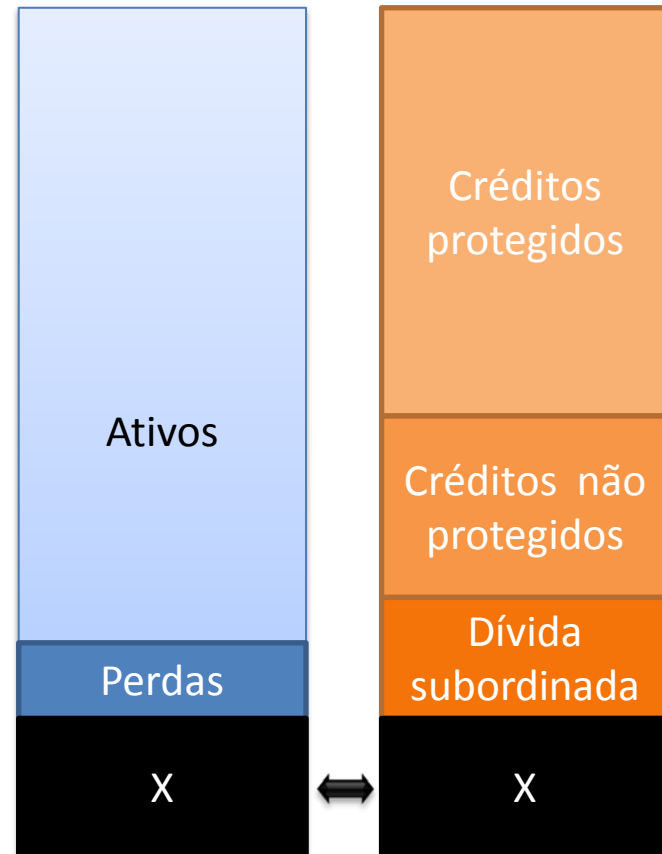 Ativos
Perdas
X
Créditos
protegidos
Créditos não
protegidos
Dívida
subordinada
X